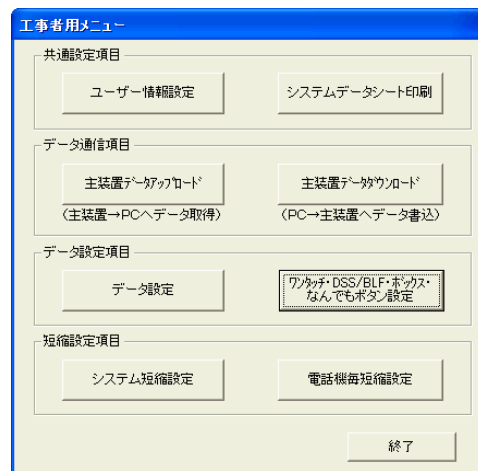 工事者用メニュー
共通設定項目
ユーザー情報設定
システムデータシート印刷
データ通信項目
主装置ﾃﾞｰﾀｱｯﾌﾟﾛｰﾄﾞ
主装置ﾃﾞｰﾀﾀﾞｳﾝﾛｰﾄﾞ
(主装置→PCへデータ取得)
(PC→主装置へデータ書込)
データ設定項目
データ設定
ﾜﾝﾀｯﾁ・DSS/BLF・ﾎﾞｯｸｽ・
なんでもボタン設定
短縮設定項目
システム短縮設定
電話機毎短縮設定
終了